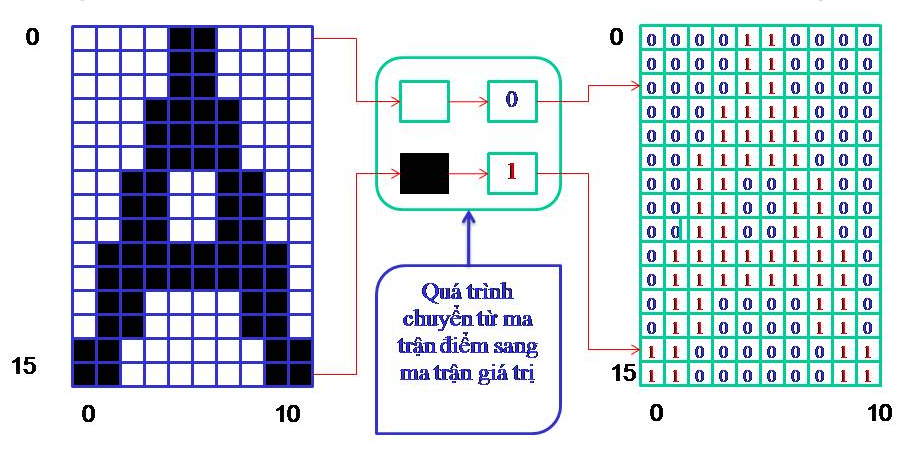 0
15
0 10
0
1
Quá trình
chuyển từ ma
trận điểm sang
ma trận giá trị
0 0 0 0 0 1 1 0 0 0 0
0 0 0 0 1 1 0 0 0 0
0 0 0 0 1 1 0 0 0 0
0 0 0 1 1 1 1 0 0 0
0 0 0 1 1 1 1 0 0 0
0 0 1 1 1 1 1 0 0 0
0 0 1 1 0 0 1 1 0 0
0 0 1 1 0 0 1 1 0 0
0 0 1 1 0 0 1 1 0 0
0 1 1 1 1 1 1 1 1 0
0 1 1 1 1 1 1 1 1 0
0 1 1 0 0 0 0 1 1 0
0 1 1 0 0 0 0 1 1 0
1 1 0 0 0 0 0 0 1 1
15 1 1 0 0 0 0 0 0 1 1
0 10